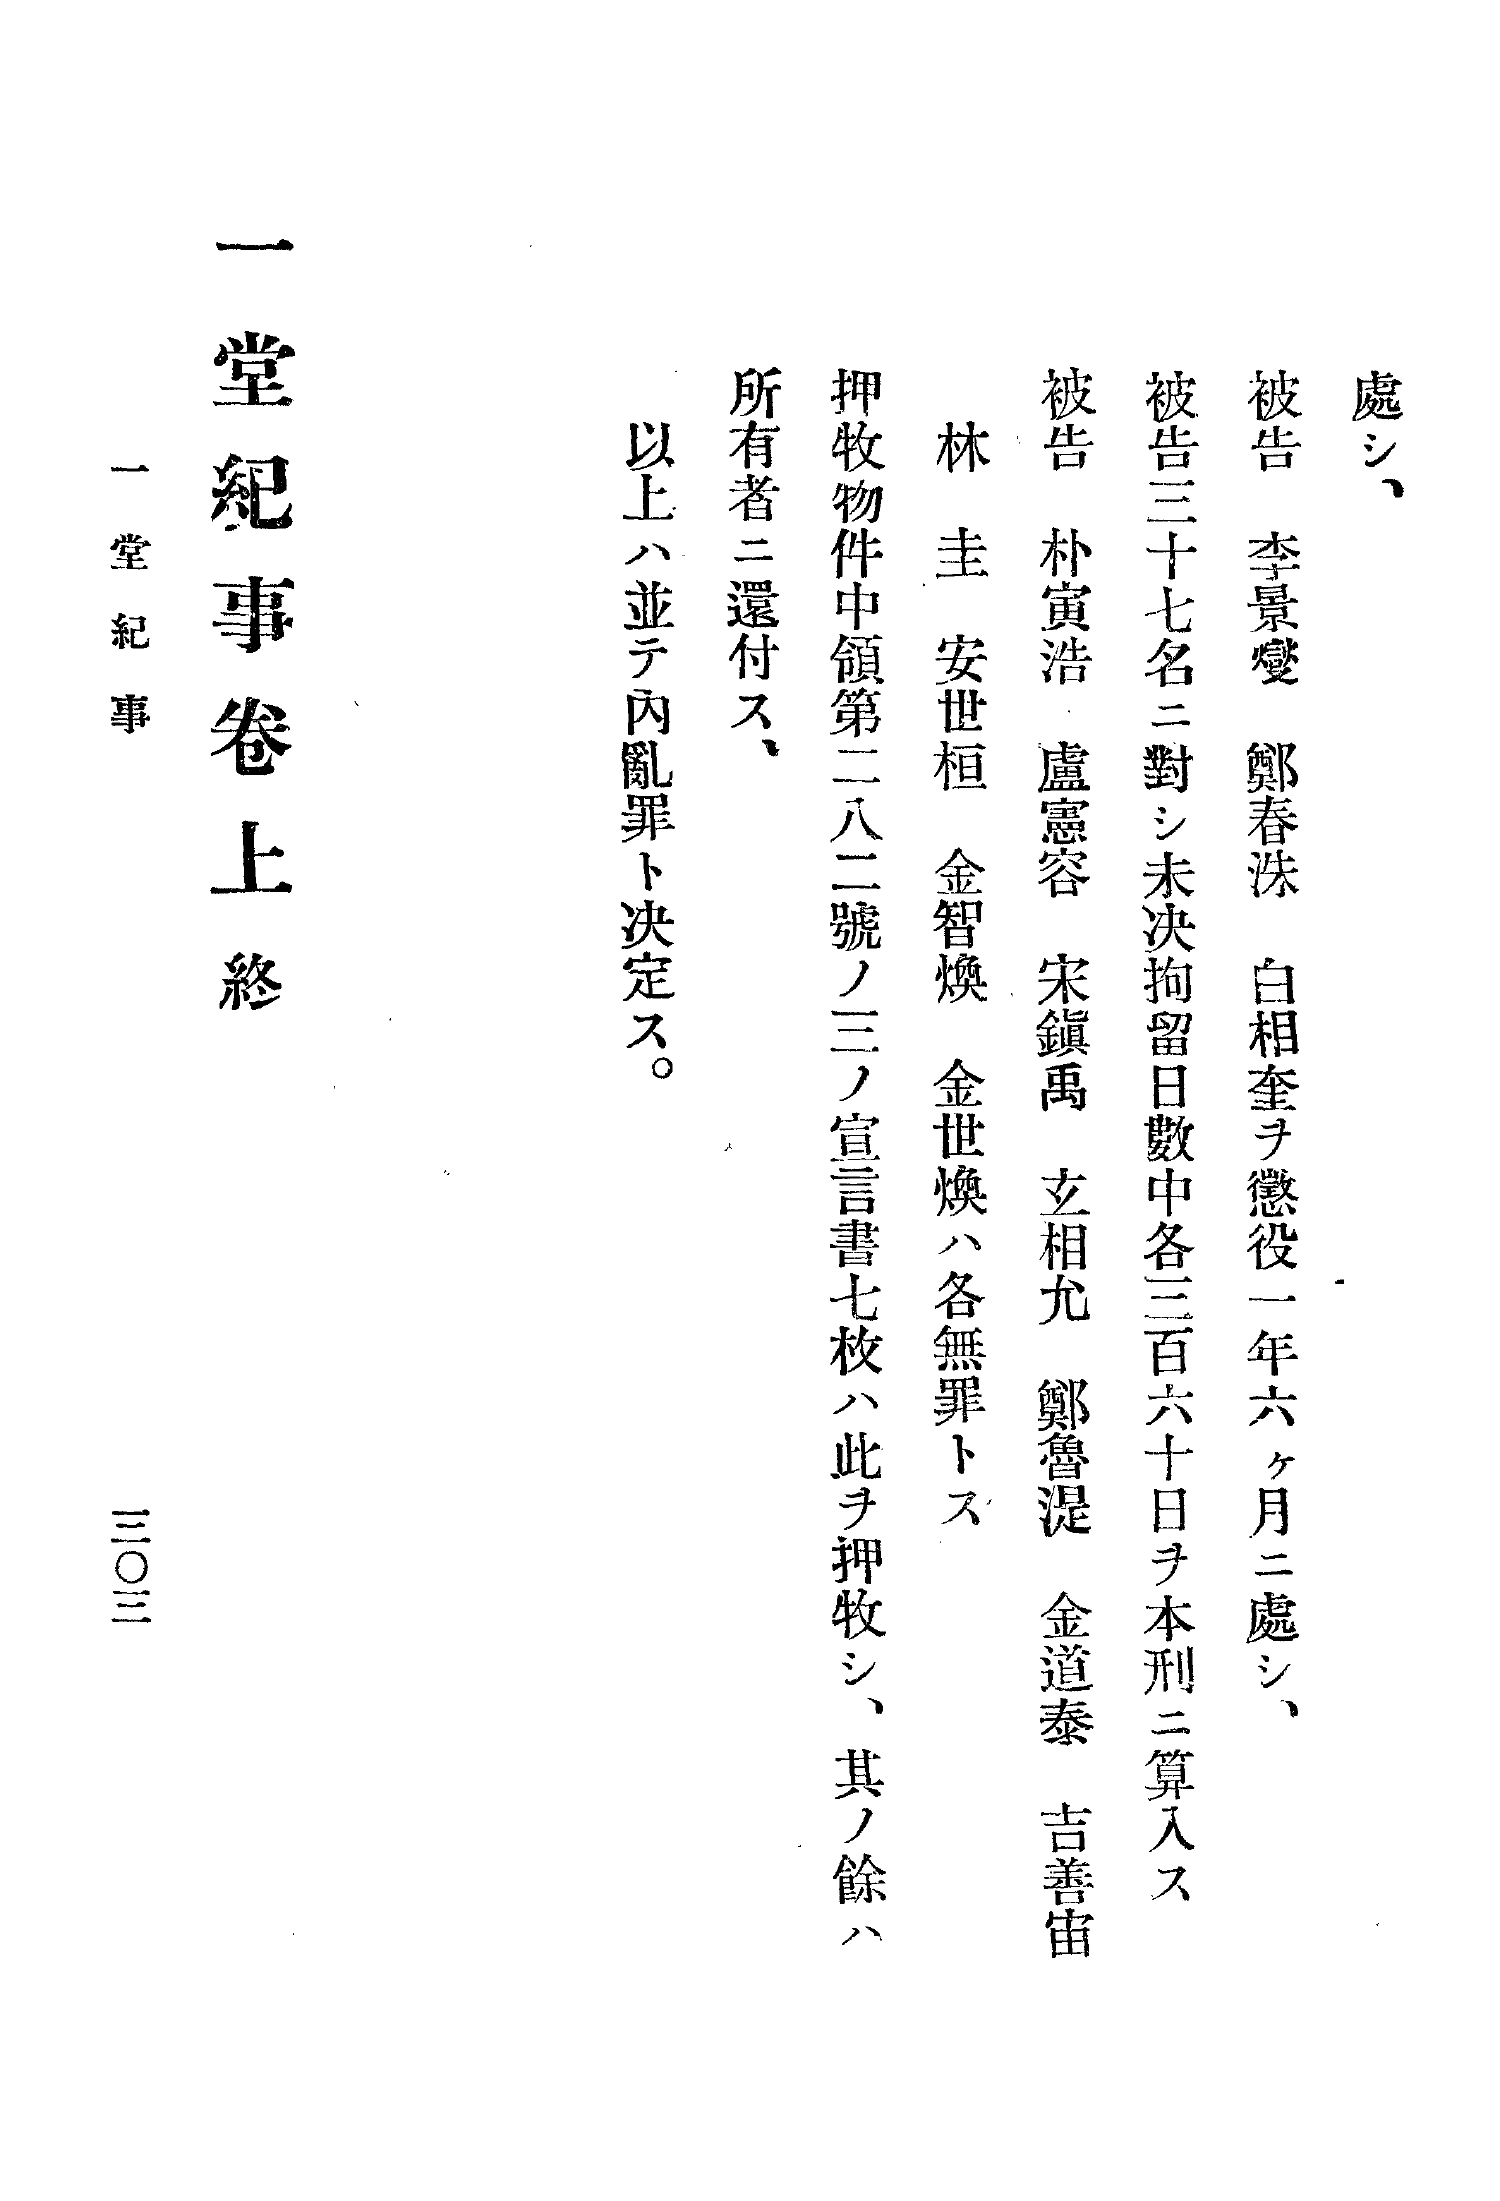 處シ、
被告　李景燮　鄭春洙　白相奎ヲ懲役一年六ヶ月ニ處シ、
被告三十七名ニ對シ未決拘留日數中各三百六十日ヲ本刑ニ算入ス
被告　朴寅浩　盧憲容　宋鎭禹　玄相允　鄭魯湜　金道泰　吉善宙
林　圭　安世桓　金智煥　金世煥ハ各無罪トス
押牧物件中領第二八二號ノ三ノ宣言書七枚ハ此ヲ押牧シ、其ノ餘ハ
所有者ニ還付ス、
以上ハ並テ內亂罪ト決定ス。
一堂紀事卷上終
一堂紀事
三〇三